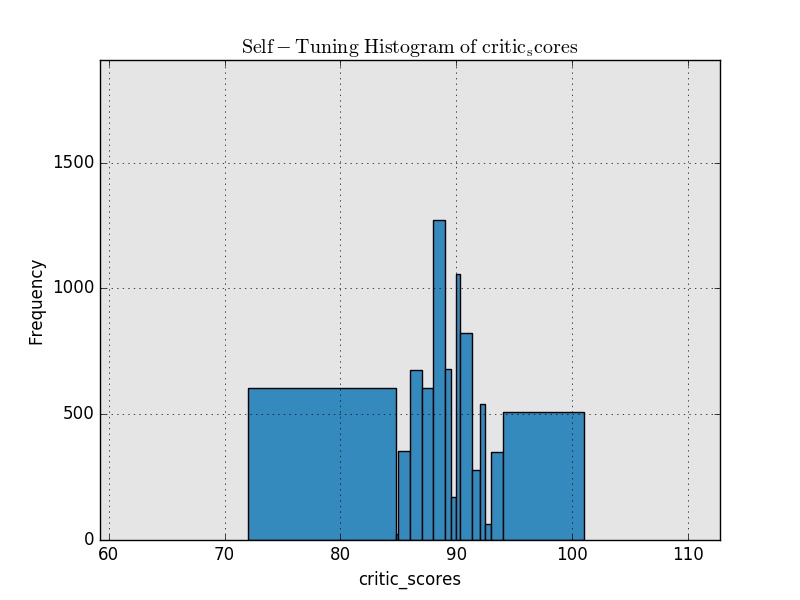 Self − Tuning Histogram of critic_scores
1500
1000
500
0
Frequency
60 70 80 90 100 110
critic_scores